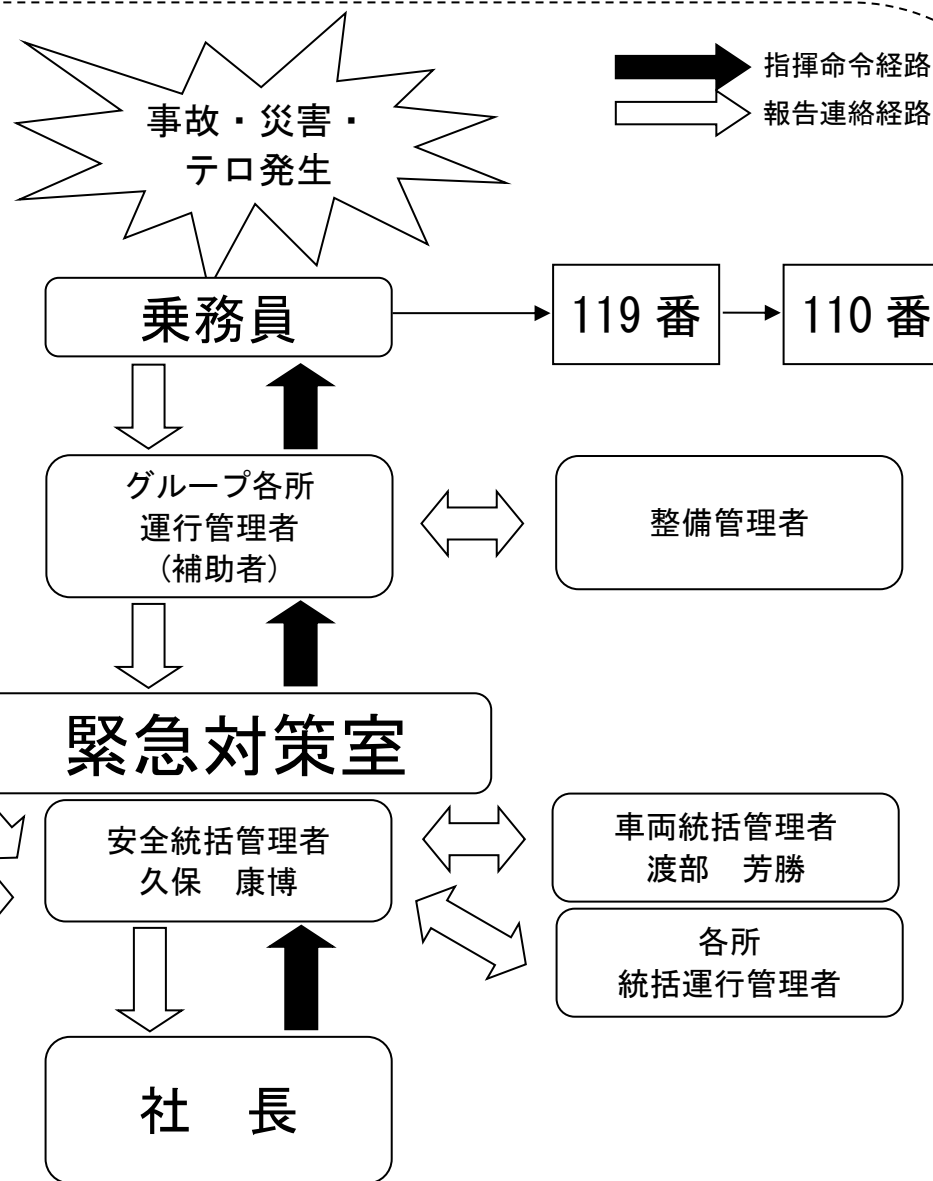 指揮命令経路
報告連絡経路
事故・災害・
テロ発生
乗務員
119 番
110 番
グループ各所
運行管理者
(補助者)
整備管理者
緊急対策室
安全統括管理者
久保　康博
車両統括管理者
渡部　芳勝
各所
統括運行管理者
社　長